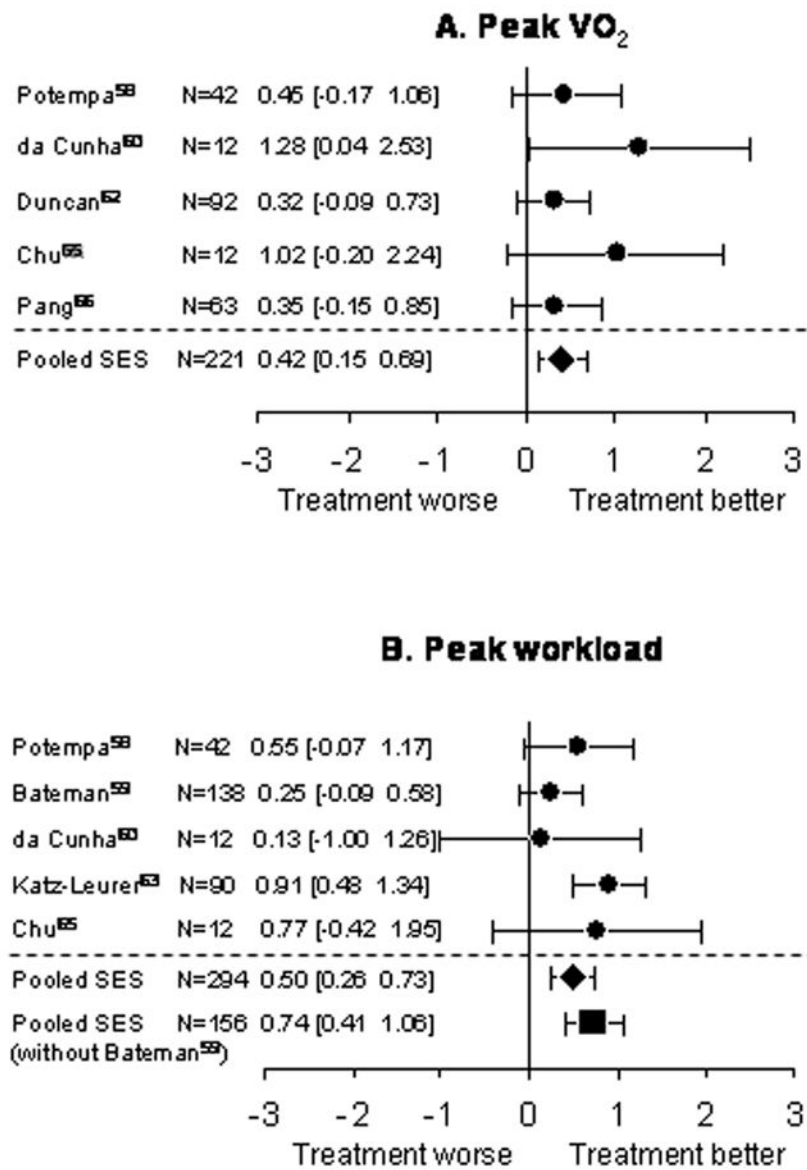 A. Peak VO₂
Potempa⁵⁸ N=42 0.45 [-0.17 1.06]
da Cunha⁶⁰ N=12 1.28 [0.04 2.53]
Duncan⁶² N=92 0.32 [-0.09 0.73]
Chu⁶⁵ N=12 1.02 [-0.20 2.24]
Pang⁶⁶ N=63 0.35 [-0.15 0.85]
Pooled SES N=221 0.42 [0.15 0.69]
-3 -2 -1 0 1 2 3
Treatment worse Treatment better
B. Peak workload
Potempa⁵⁸ N=42 0.55 [-0.07 1.17]
Bateman⁵⁹ N=138 0.25 [-0.09 0.58]
da Cunha⁶⁰ N=12 0.13 [-1.00 1.26]
Katz-Leurer⁶³ N=90 0.91 [0.48 1.34]
Chu⁶⁵ N=12 0.77 [-0.42 1.95]
Pooled SES N=294 0.50 [0.26 0.73]
Pooled SES N=156 0.74 [0.41 1.06]
(without Bateman⁵⁹)
-3 -2 -1 0 1 2 3
Treatment worse Treatment better